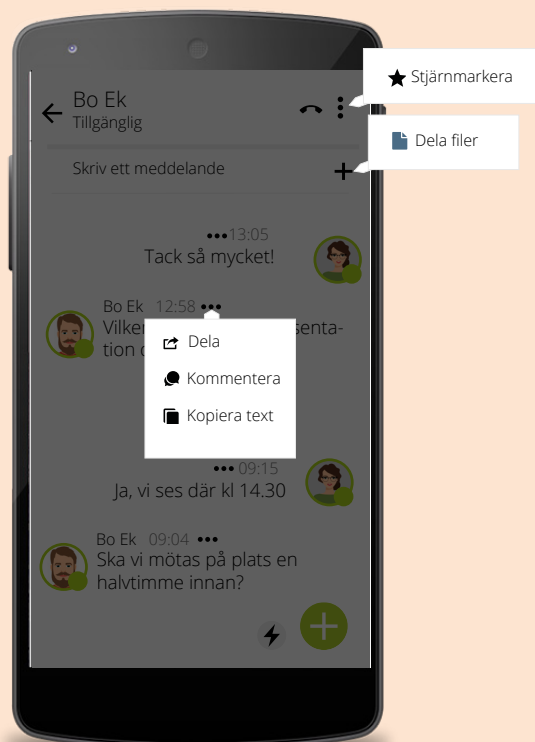 Stjärnmarkera
Bo Ek
Tillgänglig
Dela filer
Skriv ett meddelande
13:05
Tack så mycket!
Bo Ek 12:58
senta-
tion
Dela
Kommentera
Kopiera text
09:15
Ja, vi ses där kl 14.30
Bo Ek 09:04
Ska vi mötas på plats en
halvtimme innan?